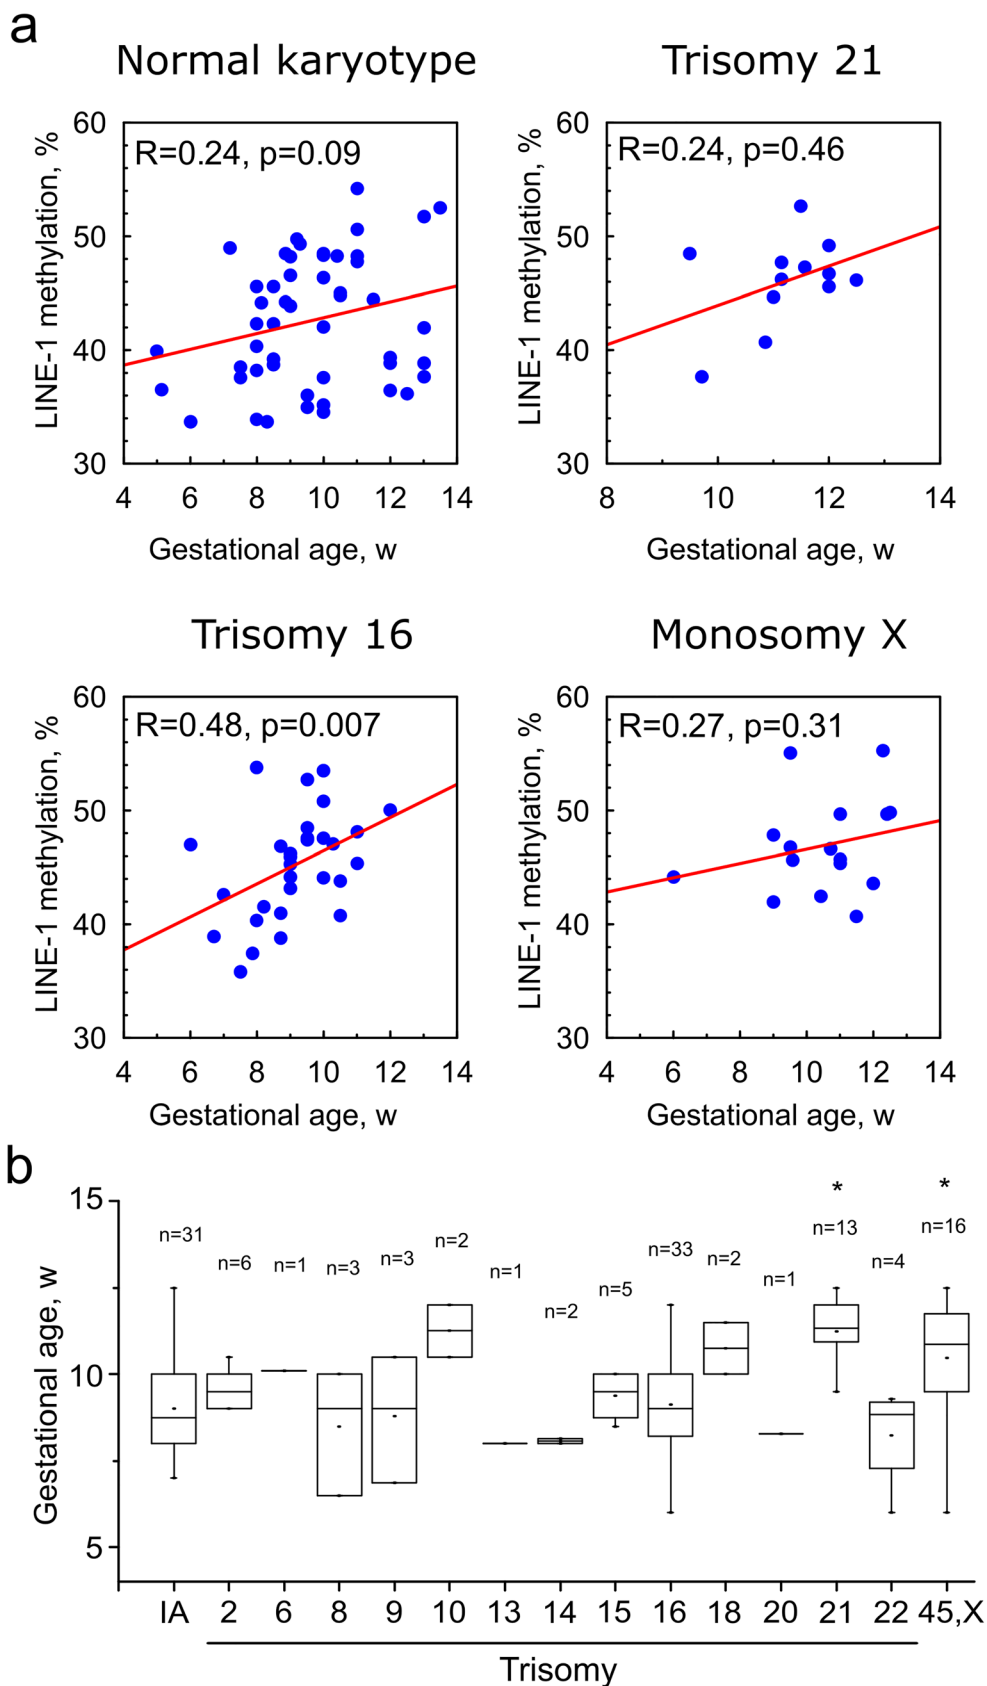 a
Normal karyotype
Trisomy 21
60
R=0.24, p=0.09
50
40
30
LINE-1 methylation, %
4 6 8 10 12 14
Gestational age, w
60
R=0.24, p=0.46
50
40
30
LINE-1 methylation, %
8 10 12 14
Gestational age, w
Trisomy 16
Monosomy X
60
R=0.48, p=0.007
50
40
30
LINE-1 methylation, %
4 6 8 10 12 14
Gestational age, w
60
R=0.27, p=0.31
50
40
30
LINE-1 methylation, %
4 6 8 10 12 14
Gestational age, w
b
15
10
5
Gestational age, w
* *
n=31 n=6 n=1 n=3 n=3 n=2 n=1 n=2 n=5 n=33 n=2 n=1 n=13 n=4 n=16
IA 2 6 8 9 10 13 14 15 16 18 20 21 22 45,X
Trisomy